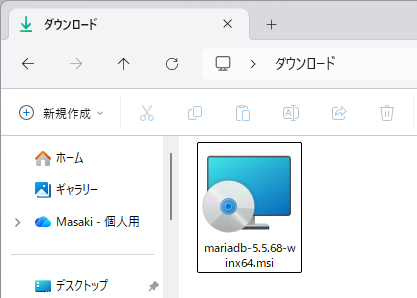 ダウンロード
ダウンロード
新規作成
ホーム
ギャラリー
Masaki - 個人用
デスクトップ
mariadb-5.5.68-w
inx64.msi